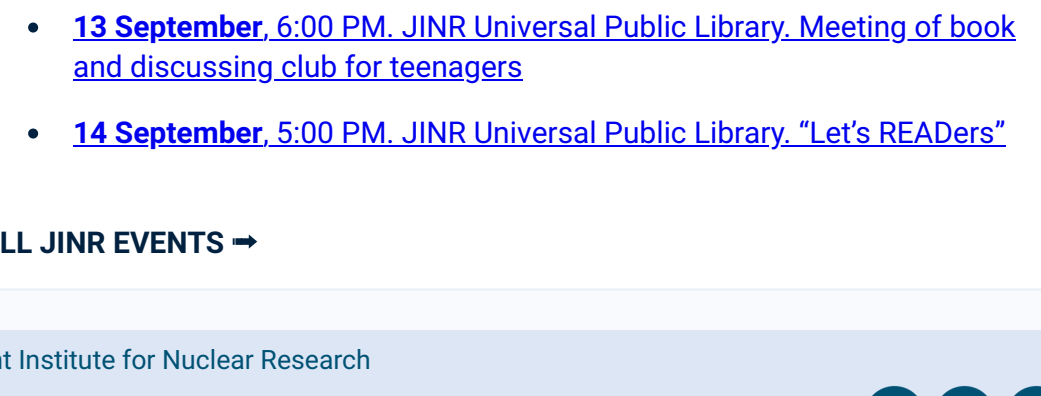 13 September, 6:00 PM. JINR Universal Public Library. Meeting of book
and discussing club for teenagers
14 September, 5:00 PM. JINR Universal Public Library. “Let’s READers”
LL JINR EVENTS ➡
nt Institute for Nuclear Research